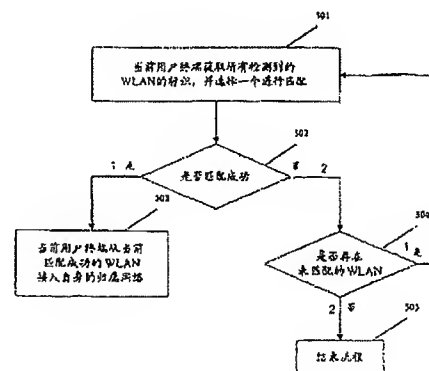 501
当前用户终端获取所有检测到的
WLAN的标识,并选择一个进行匹配
502
是否匹配成功
1 是
否 2
503
当前用户终端从当前
匹配成功的WLAN
接入自身的归属网络
504
是否存在
未匹配的WLAN
1 是
2 否
505
结束流程